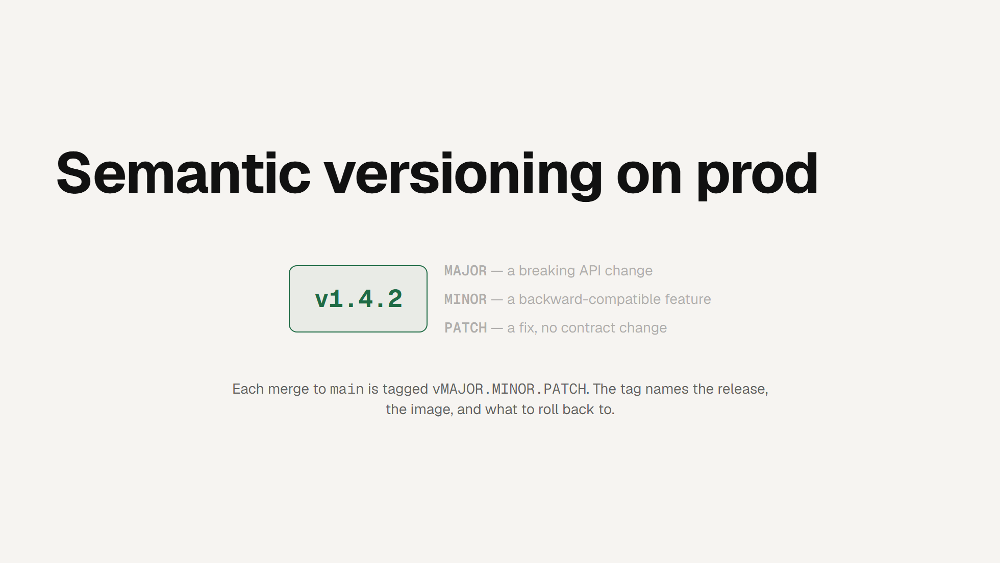 Semantic versioning on prod
v1.4.2
MAJOR — a breaking API change
MINOR — a backward-compatible feature
PATCH — a fix, no contract change
Each merge to main is tagged vMAJOR.MINOR.PATCH. The tag names the release,
the image, and what to roll back to.